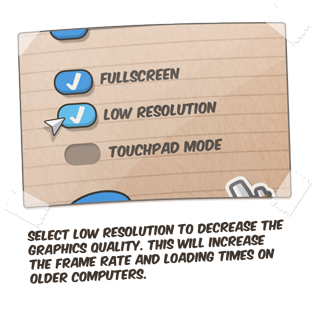 FULLSCREEN
LOW RESOLUTION
TOUCHPAD MODE
SELECT LOW RESOLUTION TO DECREASE THE
GRAPHICS QUALITY. THIS WILL INCREASE
THE FRAME RATE AND LOADING TIMES ON
OLDER COMPUTERS.